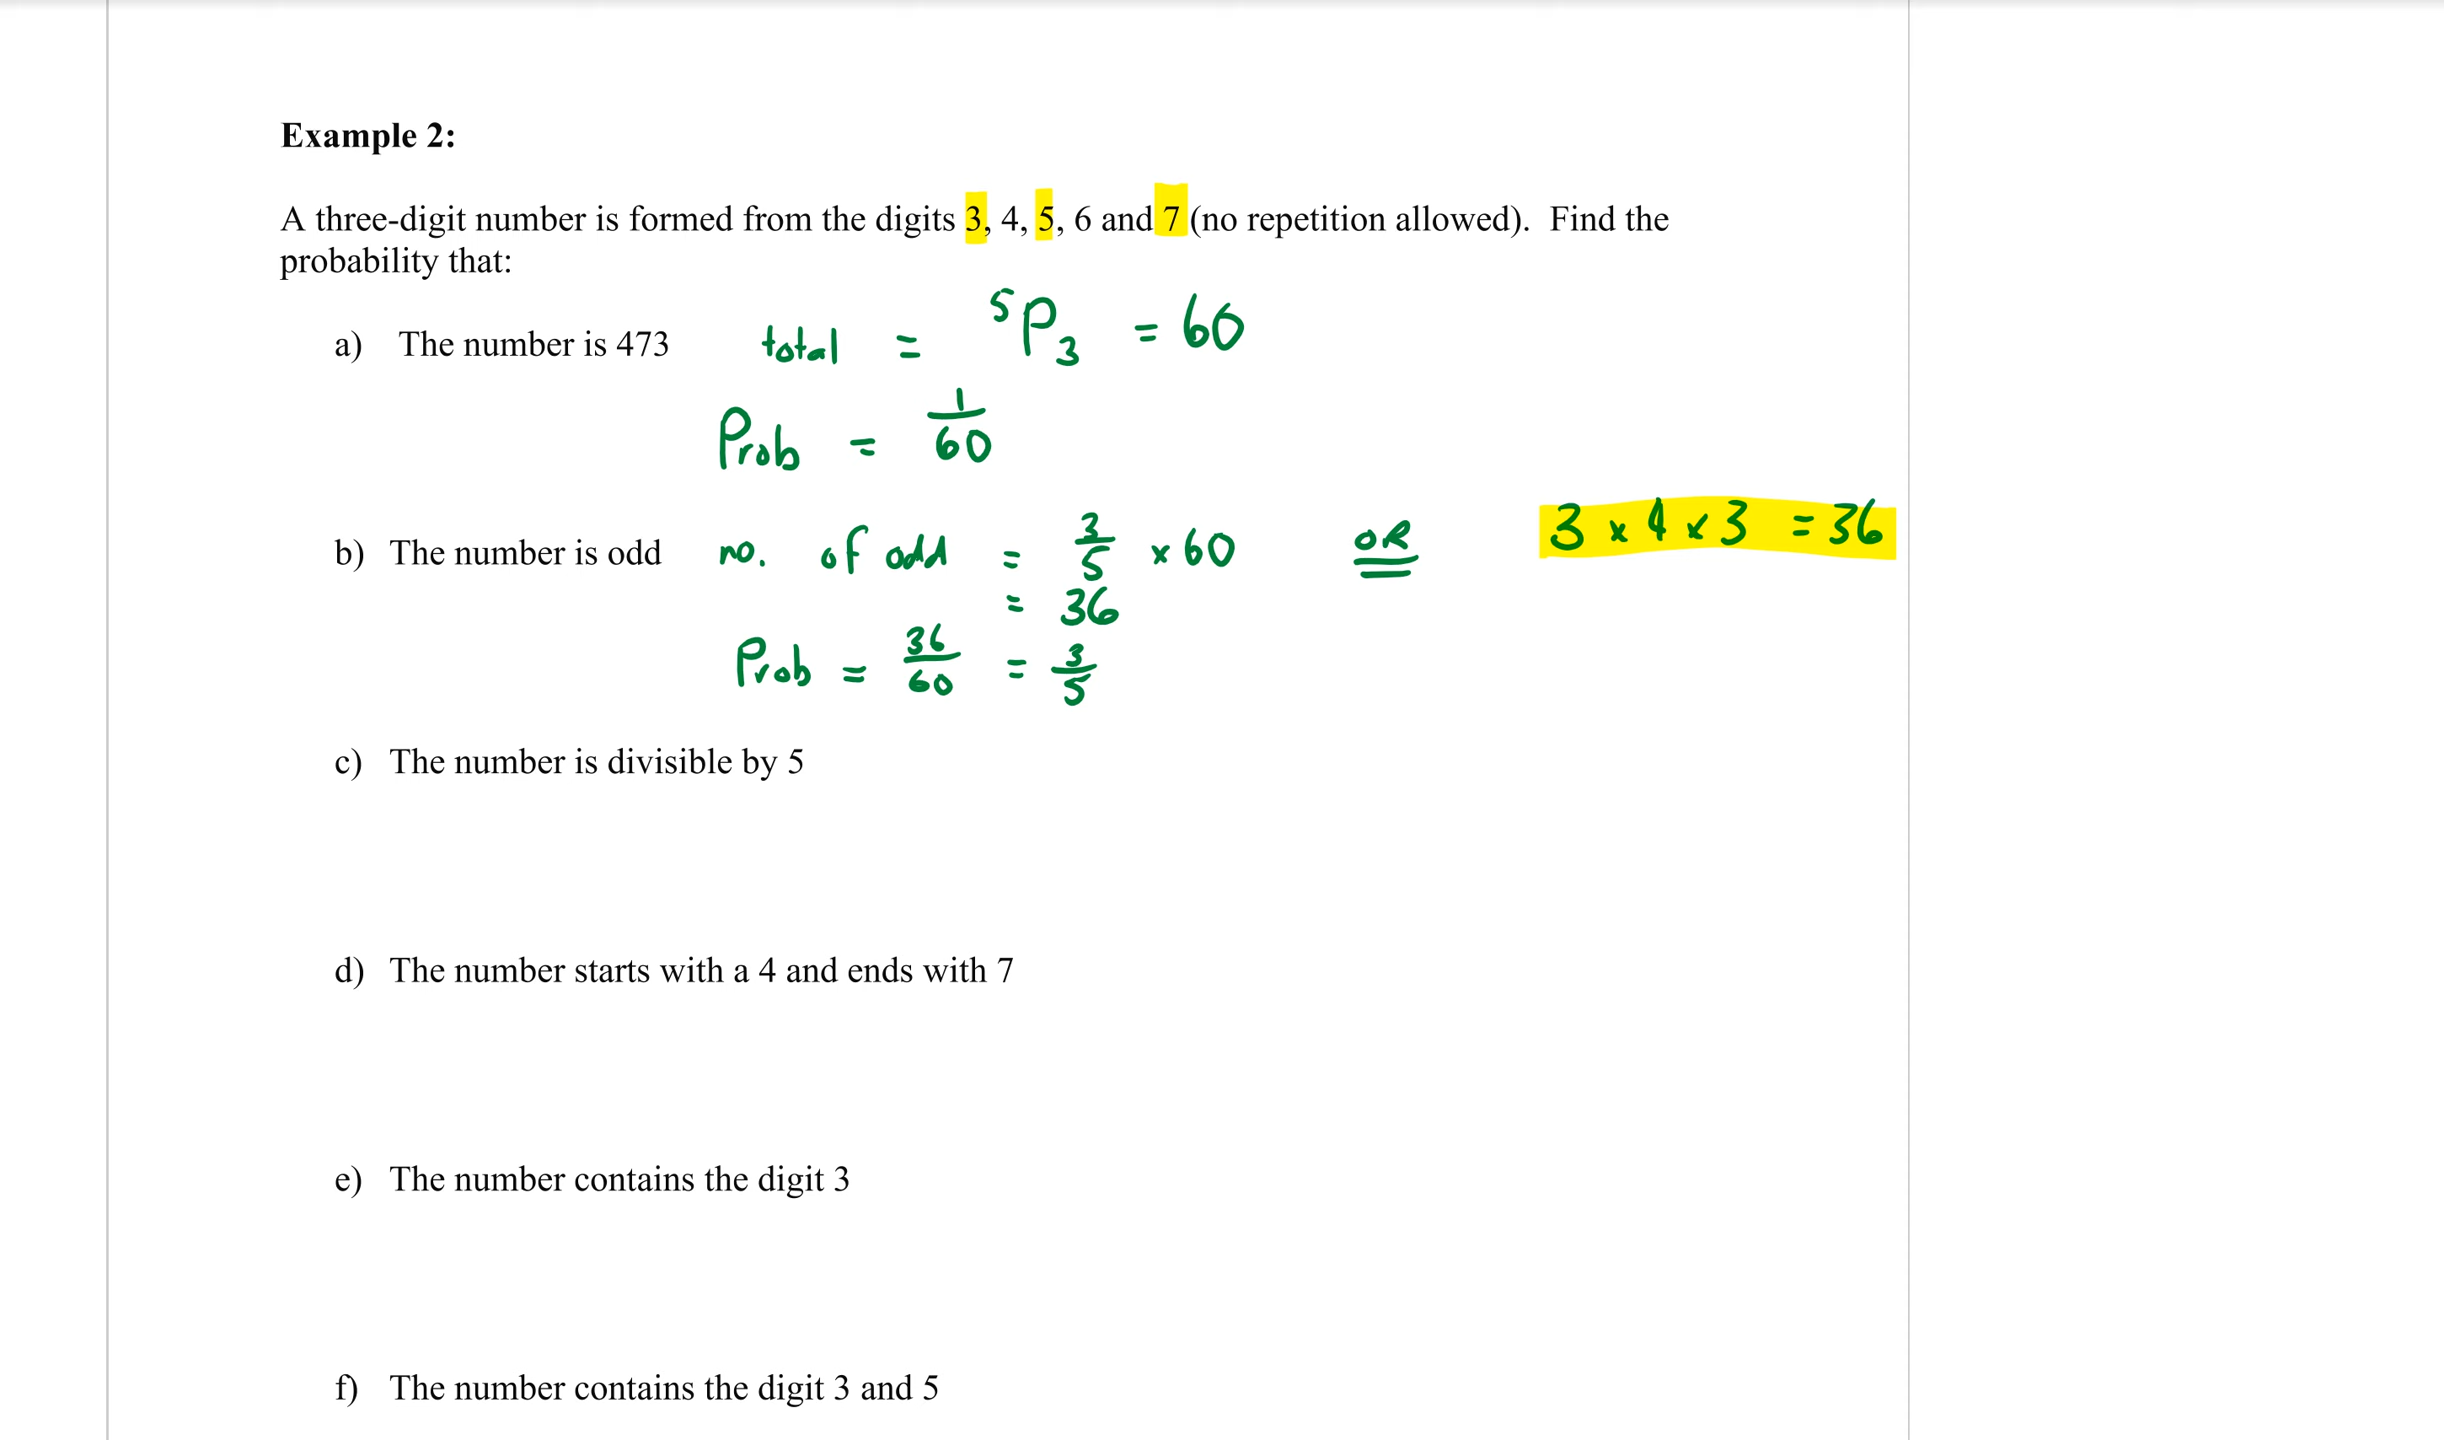 Example 2:
A three-digit number is formed from the digits 3, 4, 5, 6 and 7 (no repetition allowed). Find the
probability that:
a) The number is 473 total = ⁵P₃ = 60
Prob = 1/60
b) The number is odd no. of odd = 3/5 × 60 OR 3 × 4 × 3 = 36
= 36
Prob = 36/60 = 3/5
c) The number is divisible by 5
d) The number starts with a 4 and ends with 7
e) The number contains the digit 3
f) The number contains the digit 3 and 5